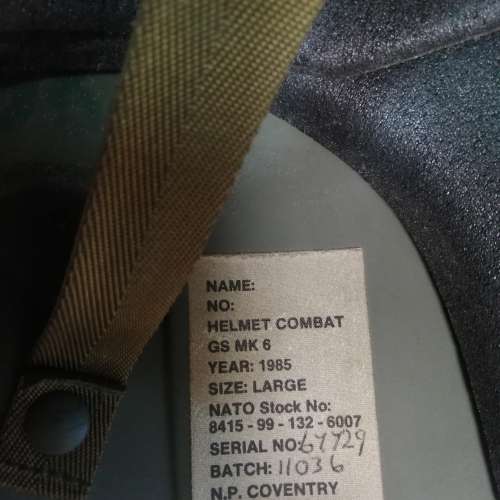 NAME:
NO:
HELMET COMBAT
GS MK 6
YEAR: 1985
SIZE: LARGE
NATO Stock No:
8415 - 99 - 132 - 6007
SERIAL NO: 67729
BATCH: 11036
N.P. COVENTRY